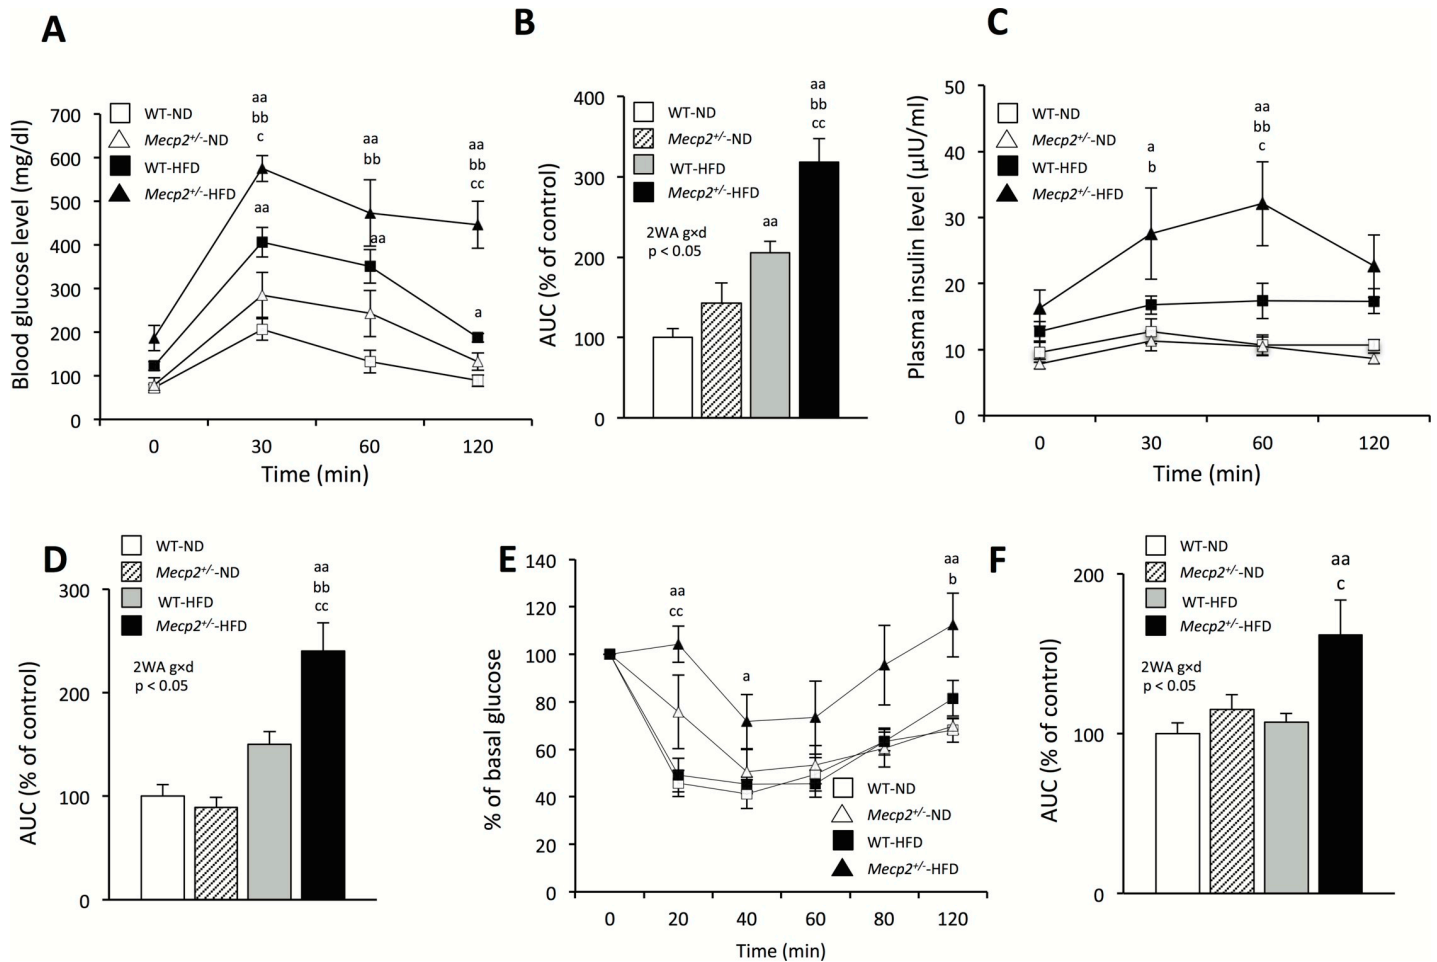 A
WT-ND
Mecp2+/--ND
WT-HFD
Mecp2+/--HFD
Blood glucose level (mg/dl)
700
600
500
400
300
200
100
0
aa
bb
c
aa
bb
aa
bb
cc
aa
aa
a
0 30 60 120
Time (min)
B
WT-ND
Mecp2+/--ND
WT-HFD
Mecp2+/--HFD
2WA g×d
p < 0.05
AUC (% of control)
400
300
200
100
0
aa
aa
bb
cc
C
WT-ND
Mecp2+/--ND
WT-HFD
Mecp2+/--HFD
Plasma insulin level (μIU/ml)
50
40
30
20
10
0
a
b
aa
bb
c
0 30 60 120
Time (min)
D
WT-ND
Mecp2+/--ND
WT-HFD
Mecp2+/--HFD
2WA g×d
p < 0.05
AUC (% of control)
300
200
100
0
aa
bb
cc
E
% of basal glucose
140
120
100
80
60
40
20
0
aa
cc
a
aa
b
WT-ND
Mecp2+/--ND
WT-HFD
Mecp2+/--HFD
0 20 40 60 80 120
Time (min)
F
WT-ND
Mecp2+/--ND
WT-HFD
Mecp2+/--HFD
2WA g×d
p < 0.05
AUC (% of control)
200
100
0
aa
c